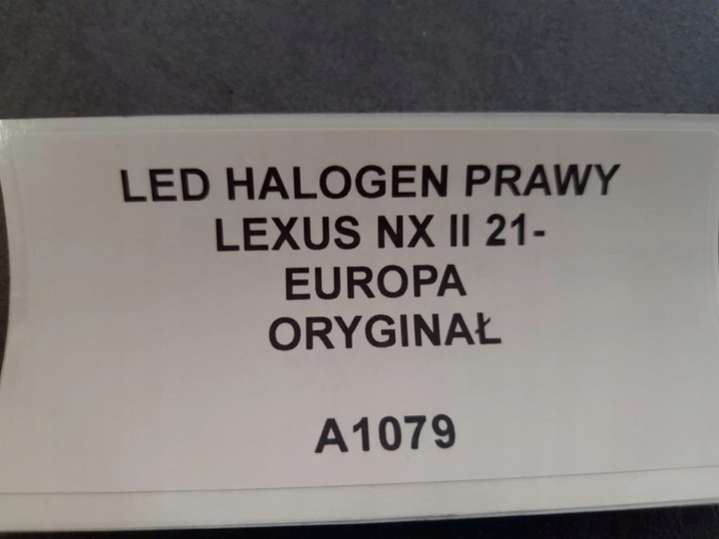 LED HALOGEN PRAWY
LEXUS NX II 21-
EUROPA
ORYGINAŁ
A1079